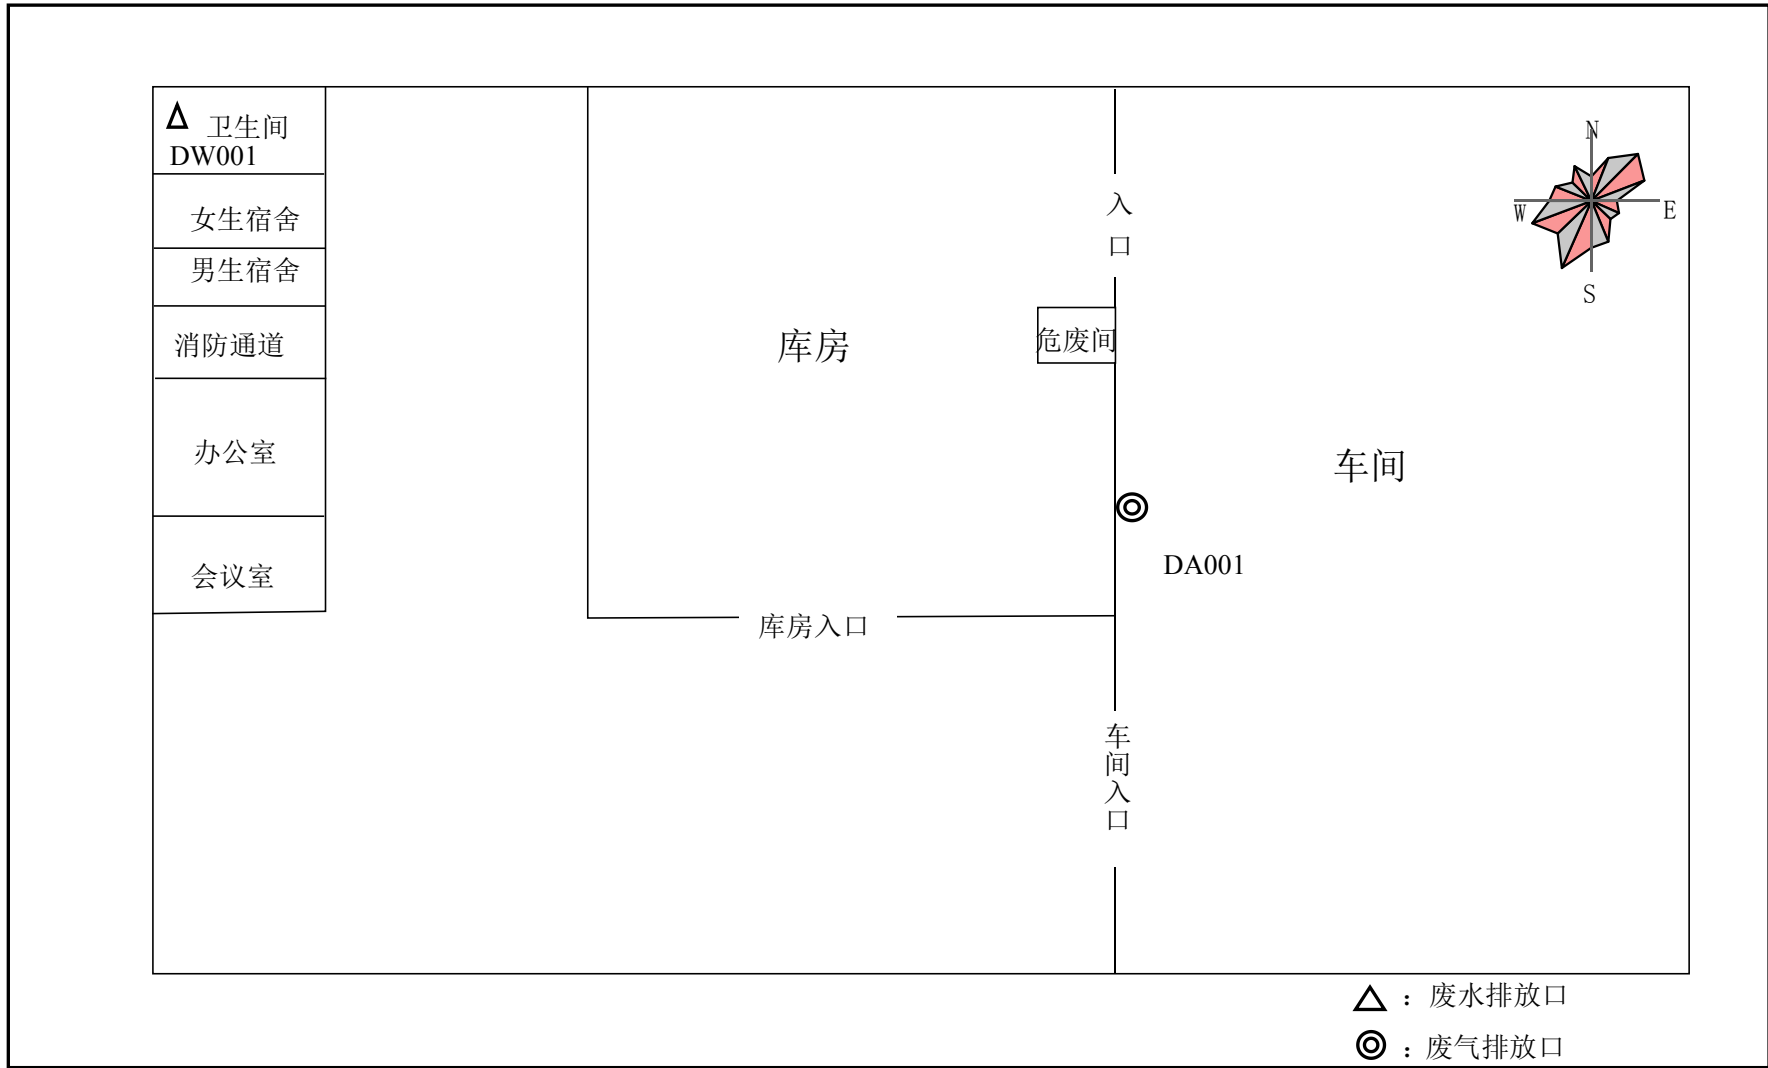 卫生间
DW001
女生宿舍
男生宿舍
消防通道
办公室
会议室
库房
库房入口
入口
危废间
车间入口
车间
DA001
N
W
E
S
：废水排放口
：废气排放口